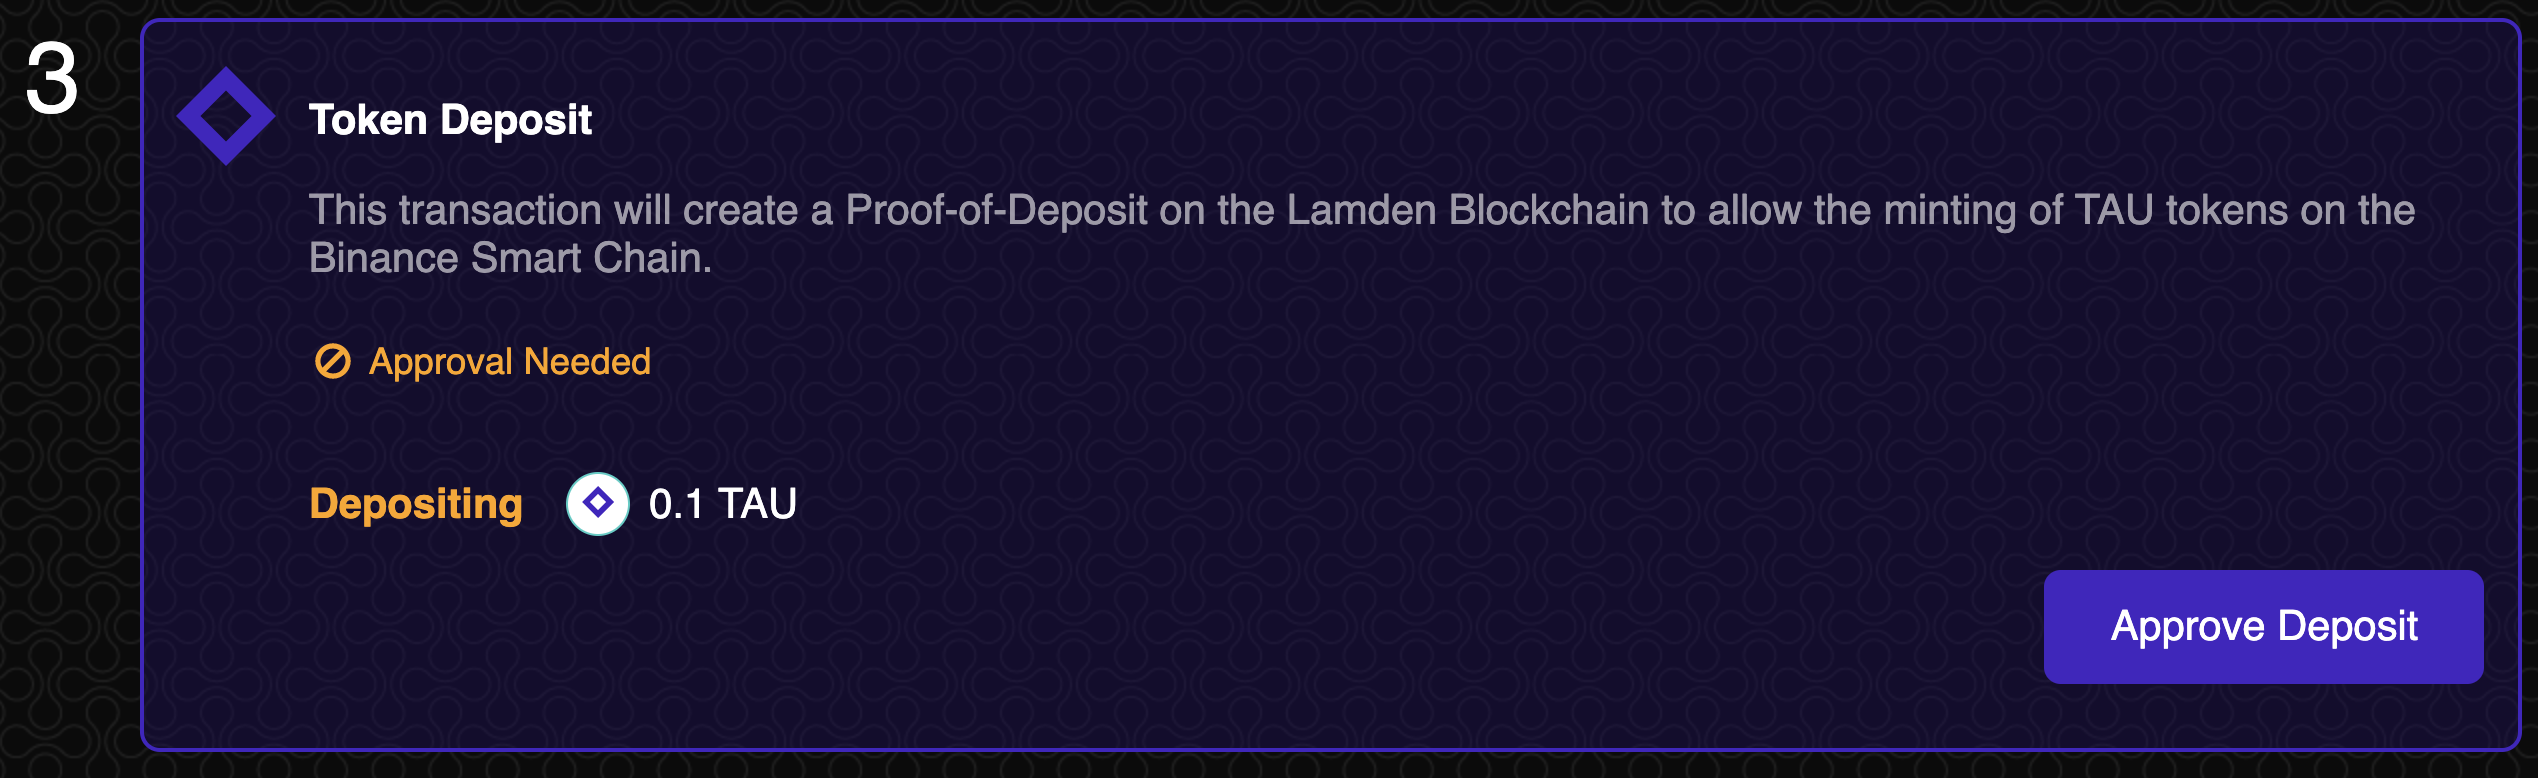 3
Token Deposit
This transaction will create a Proof-of-Deposit on the Lamden Blockchain to allow the minting of TAU tokens on the
Binance Smart Chain.
Approval Needed
Depositing 0.1 TAU
Approve Deposit